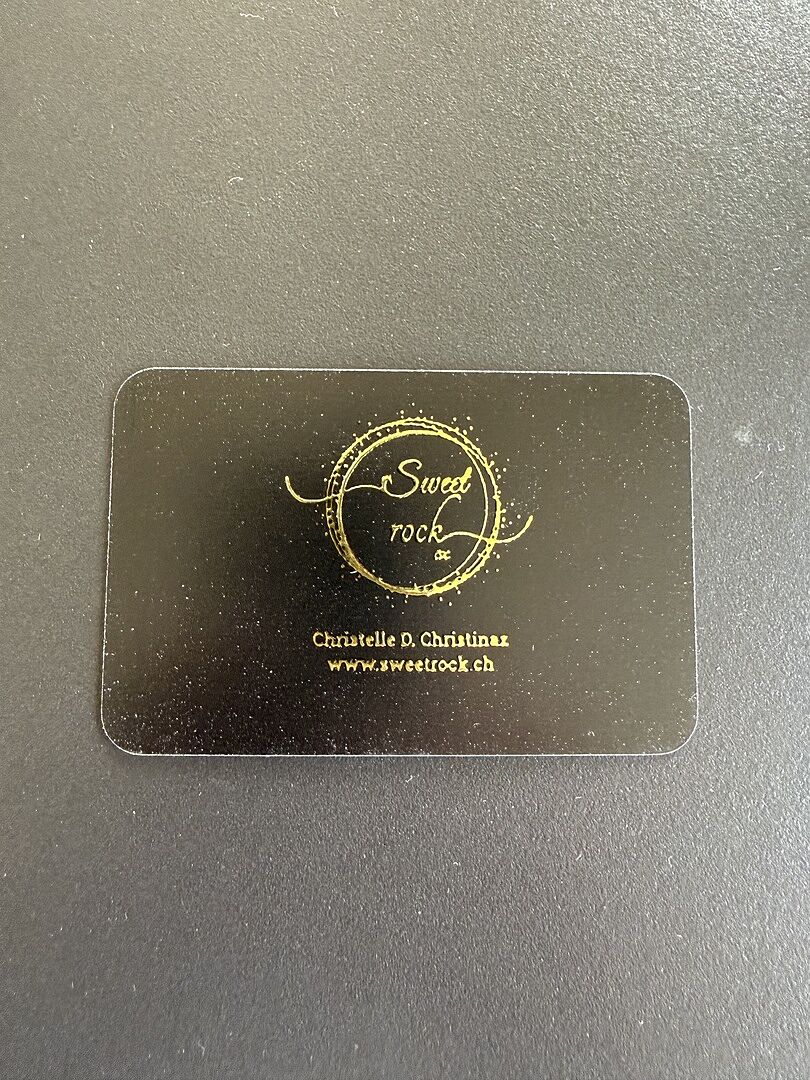 Sweet
rock
Christelle D. Christinaz
www.sweetrock.ch